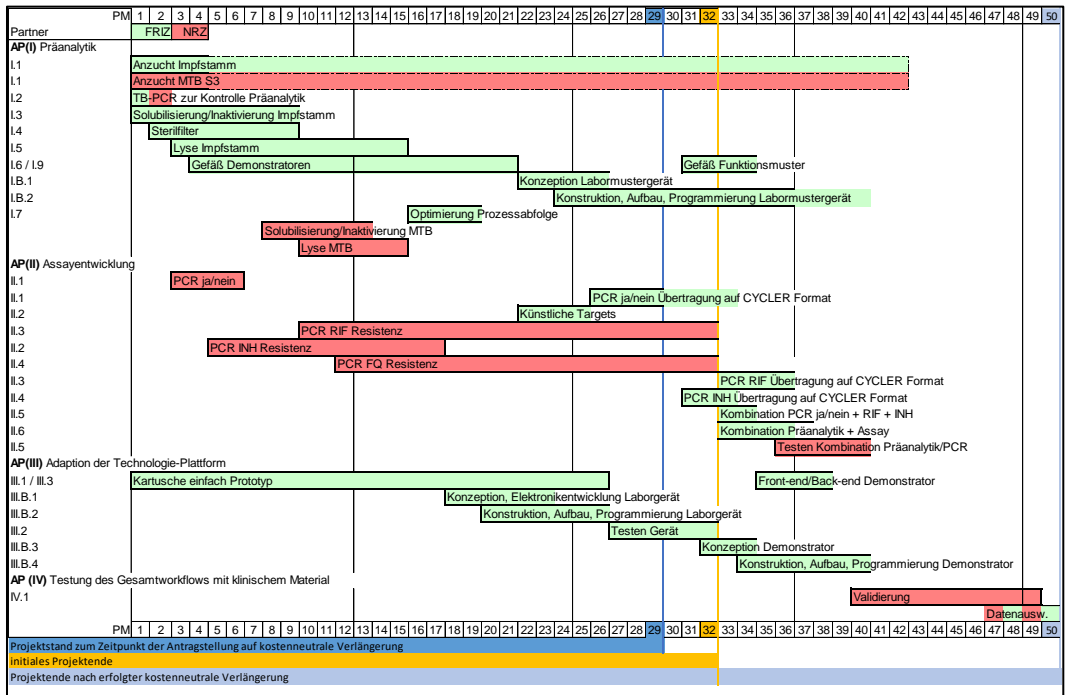 PM 1 2 3 4 5 6 7 8 9 10 11 12 13 14 15 16 17 18 19 20 21 22 23 24 25 26 27 28 29 30 31 32 33 34 35 36 37 38 39 40 41 42 43 44 45 46 47 48 49 50
Partner FRIZ NRZ
AP(I) Präanalytik
I.1 Anzucht Impfstamm
I.1 Anzucht MTB S3
I.2 TB-PCR zur Kontrolle Präanalytik
I.3 Solubilisierung/Inaktivierung Impfstamm
I.4 Sterilfilter
I.5 Lyse Impfstamm
I.6 / I.9 Gefäß Demonstratoren Gefäß Funktionsmuster
I.B.1 Konzeption Labormustergerät
I.B.2 Konstruktion, Aufbau, Programmierung Labormustergerät
I.7 Optimierung Prozessabfolge
Solubilisierung/Inaktivierung MTB
Lyse MTB
AP(II) Assayentwicklung
II.1 PCR ja/nein
II.1 PCR ja/nein Übertragung auf CYCLER Format
II.2 Künstliche Targets
II.3 PCR RIF Resistenz
II.2 PCR INH Resistenz
II.4 PCR FQ Resistenz
II.3 PCR RIF Übertragung auf CYCLER Format
II.4 PCR INH Übertragung auf CYCLER Format
II.5 Kombination PCR ja/nein + RIF + INH
II.6 Kombination Präanalytik + Assay
II.5 Testen Kombination Präanalytik/PCR
AP(III) Adaption der Technologie-Plattform
III.1 / III.3 Kartusche einfach Prototyp Front-end/Back-end Demonstrator
III.B.1 Konzeption, Elektronikentwicklung Laborgerät
III.B.2 Konstruktion, Aufbau, Programmierung Laborgerät
III.2 Testen Gerät
III.B.3 Konzeption Demonstrator
III.B.4 Konstruktion, Aufbau, Programmierung Demonstrator
AP (IV) Testung des Gesamtworkflows mit klinischem Material
IV.1 Validierung
Datenausw.
PM 1 2 3 4 5 6 7 8 9 10 11 12 13 14 15 16 17 18 19 20 21 22 23 24 25 26 27 28 29 30 31 32 33 34 35 36 37 38 39 40 41 42 43 44 45 46 47 48 49 50
Projektstand zum Zeitpunkt der Antragstellung auf kostenneutrale Verlängerung
initiales Projektende
Projektende nach erfolgter kostenneutrale Verlängerung